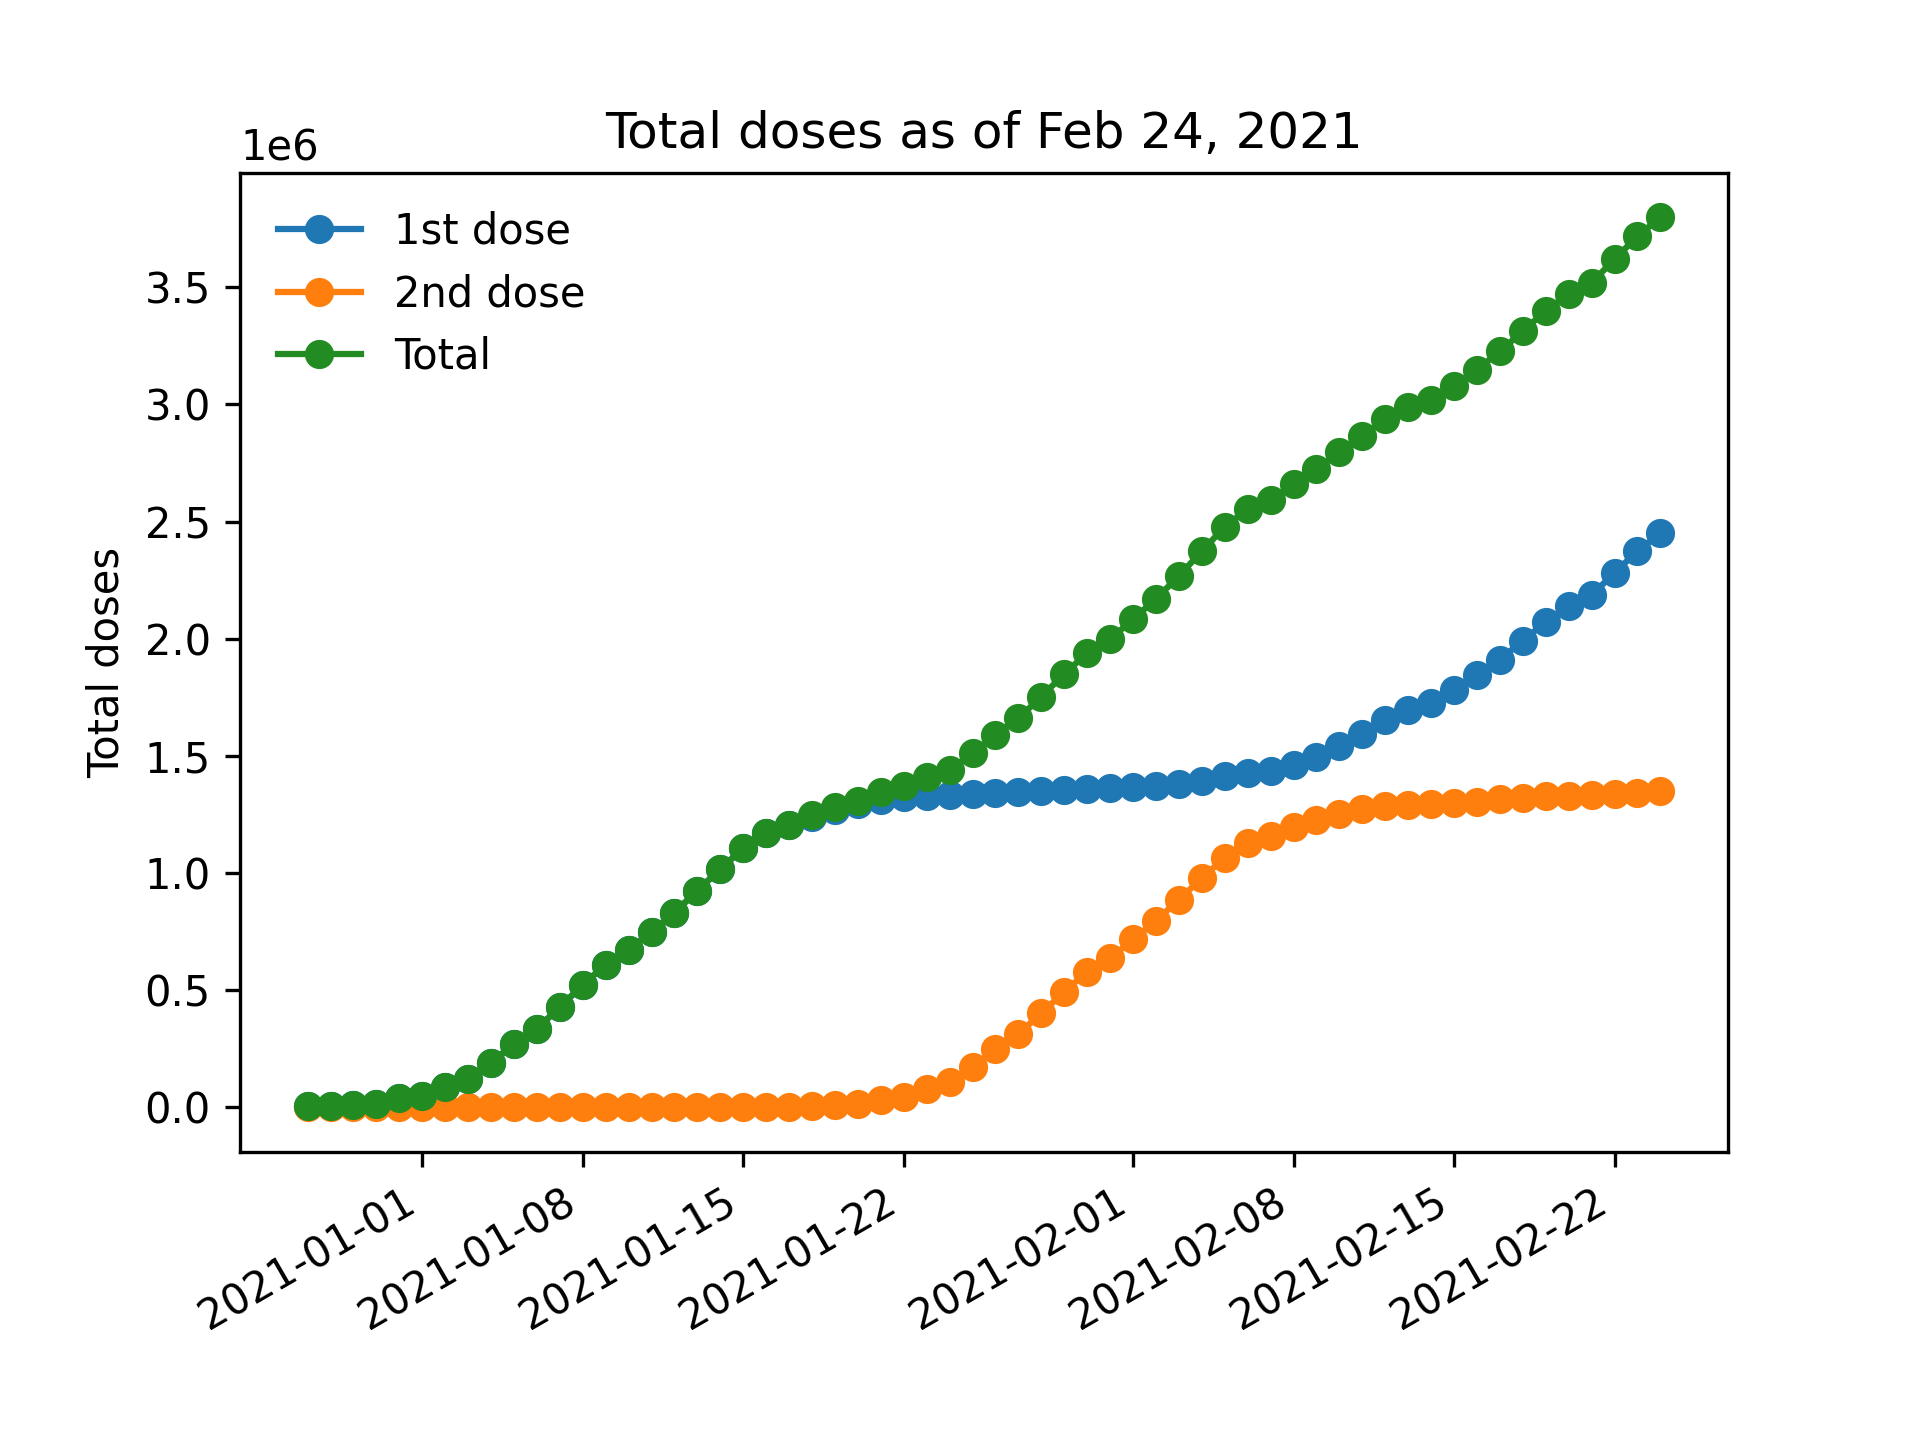 Total doses as of Feb 24, 2021
1e6
1st dose
2nd dose
Total
3.5
3.0
2.5
2.0
1.5
1.0
0.5
0.0
Total doses
2021-01-01
2021-01-08
2021-01-15
2021-01-22
2021-02-01
2021-02-08
2021-02-15
2021-02-22